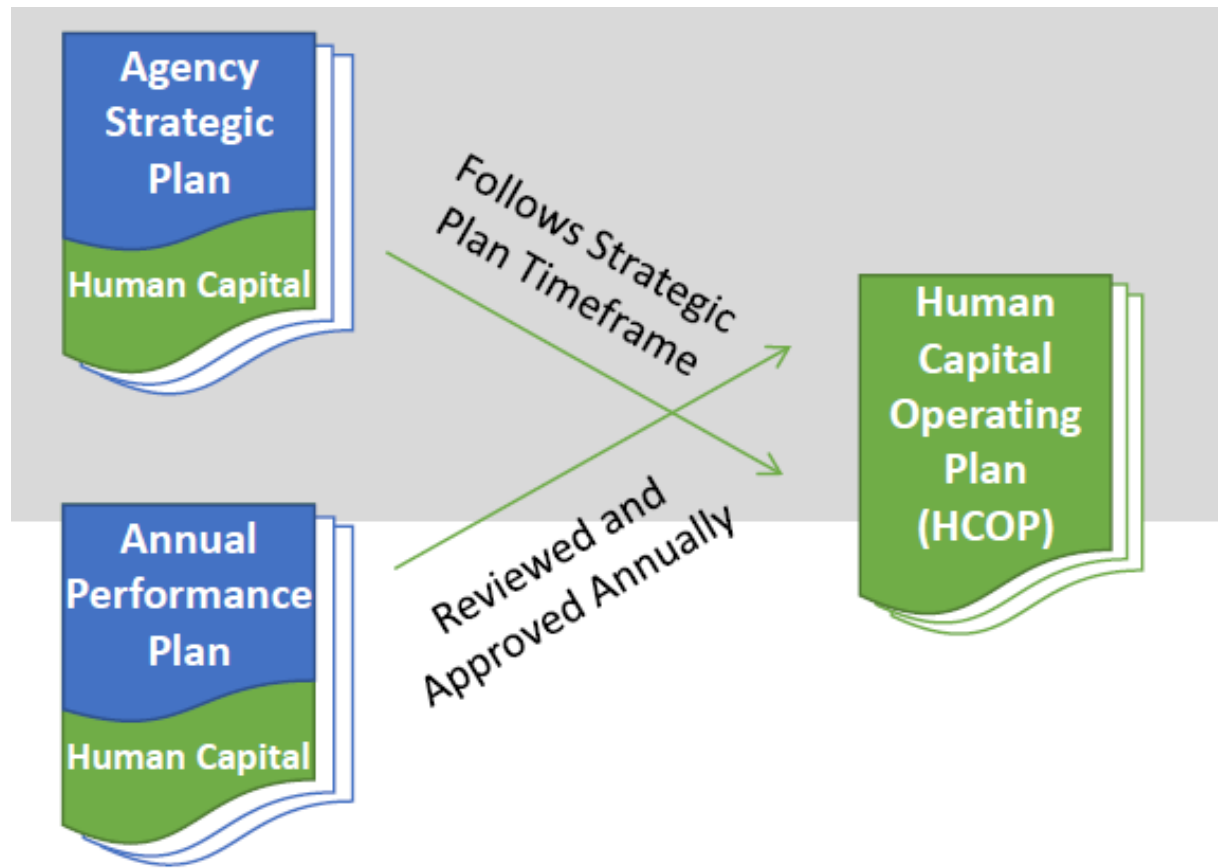 Agency
Strategic
Plan
Human Capital
Follows Strategic
Plan Timeframe
Human
Capital
Operating
Plan
(HCOP)
Annual
Performance
Plan
Human Capital
Reviewed and
Approved Annually